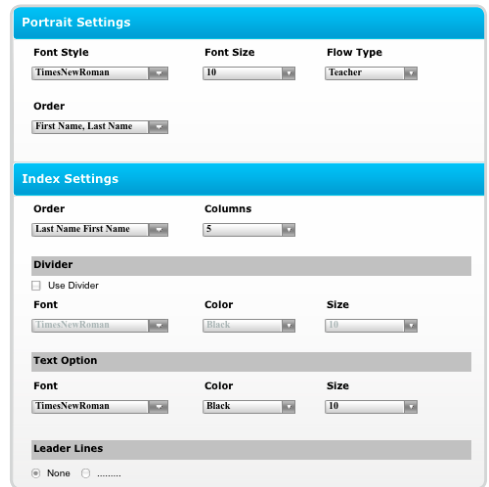 Portrait Settings
Font Style Font Size Flow Type
TimesNewRoman 10 Teacher
Order
First Name, Last Name
Index Settings
Order Columns
Last Name First Name 5
Divider
Use Divider
Font Color Size
TimesNewRoman Black 10
Text Option
Font Color Size
TimesNewRoman Black 10
Leader Lines
None .........